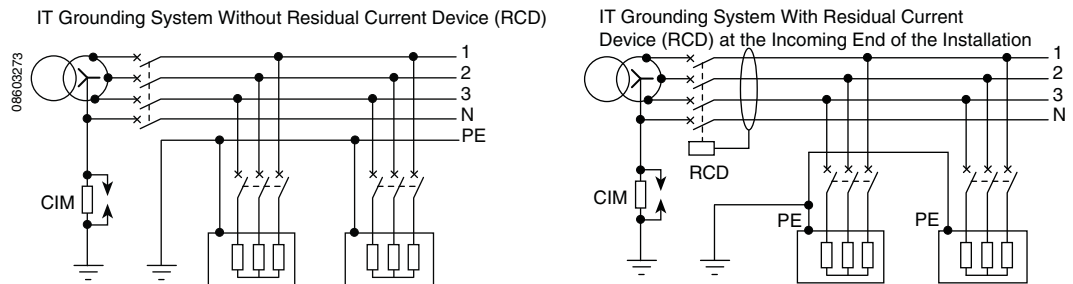 IT Grounding System Without Residual Current Device (RCD)
08603273
1
2
3
N
PE
CIM
IT Grounding System With Residual Current
Device (RCD) at the Incoming End of the Installation
1
2
3
N
RCD
CIM
PE
PE